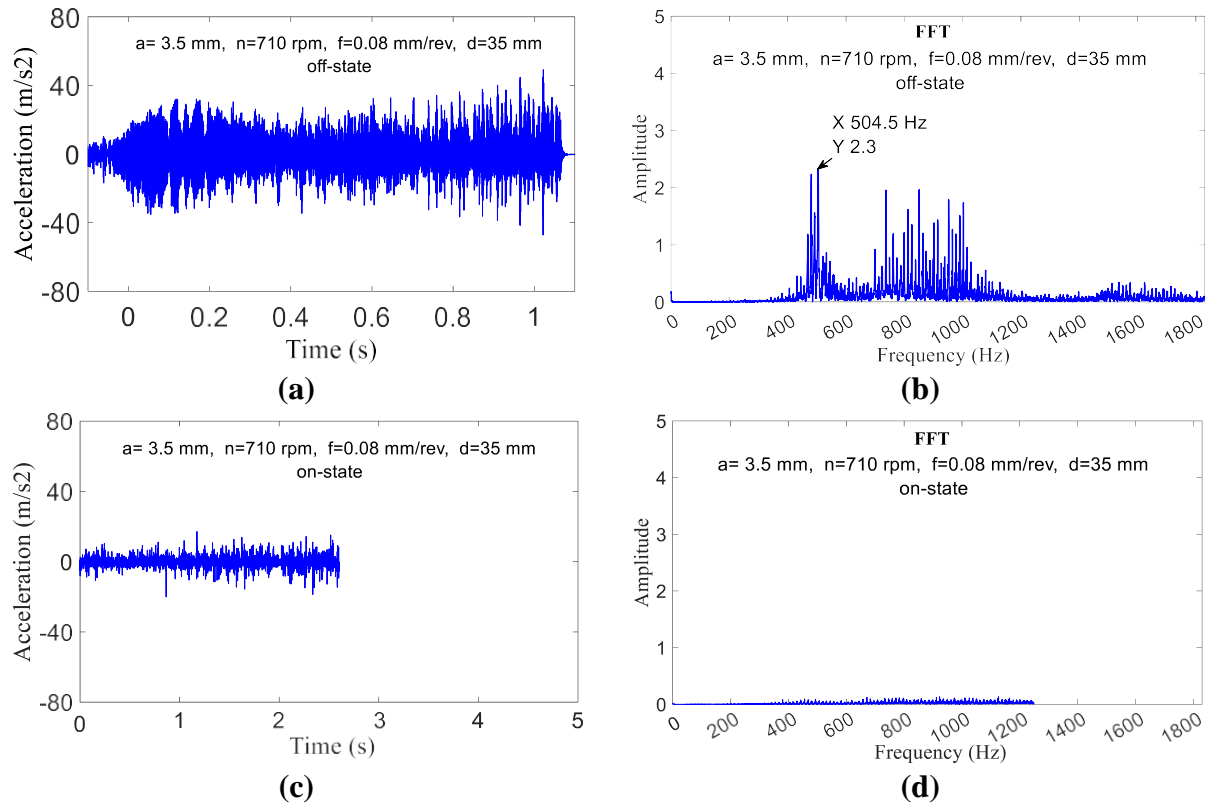 80
40
0
-40
-80
Acceleration (m/s2)
a= 3.5 mm, n=710 rpm, f=0.08 mm/rev, d=35 mm
off-state
0 0.2 0.4 0.6 0.8 1
Time (s)
(a)
5
4
3
2
1
0
Amplitude
FFT
a= 3.5 mm, n=710 rpm, f=0.08 mm/rev, d=35 mm
off-state
X 504.5 Hz
Y 2.3
0 200 400 600 800 1000 1200 1400 1600 1800
Frequency (Hz)
(b)
80
40
0
-40
-80
Acceleration (m/s2)
a= 3.5 mm, n=710 rpm, f=0.08 mm/rev, d=35 mm
on-state
0 1 2 3 4 5
Time (s)
(c)
5
4
3
2
1
0
Amplitude
FFT
a= 3.5 mm, n=710 rpm, f=0.08 mm/rev, d=35 mm
on-state
0 200 400 600 800 1000 1200 1400 1600 1800
Frequency (Hz)
(d)